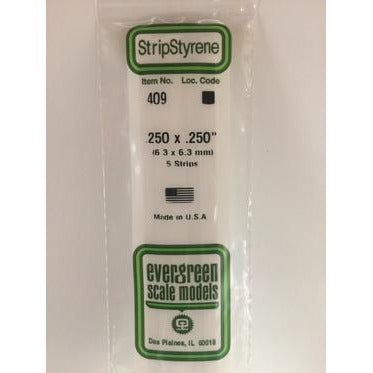 StripStyrene
Item No. Loc. Code
409
.250 x .250"
(6.3 x 6.3 mm)
5 Strips
Made in U.S.A
evergreen
scale models
Des Plaines, IL 60018